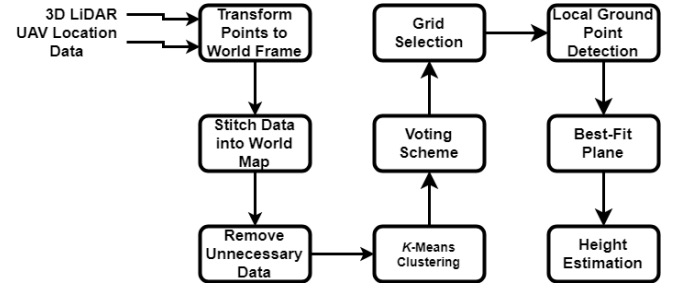 3D LiDAR
UAV Location
Data
Transform
Points to
World Frame
Stitch Data
into World
Map
Remove
Unnecessary
Data
K-Means
Clustering
Voting
Scheme
Grid
Selection
Local Ground
Point
Detection
Best-Fit
Plane
Height
Estimation